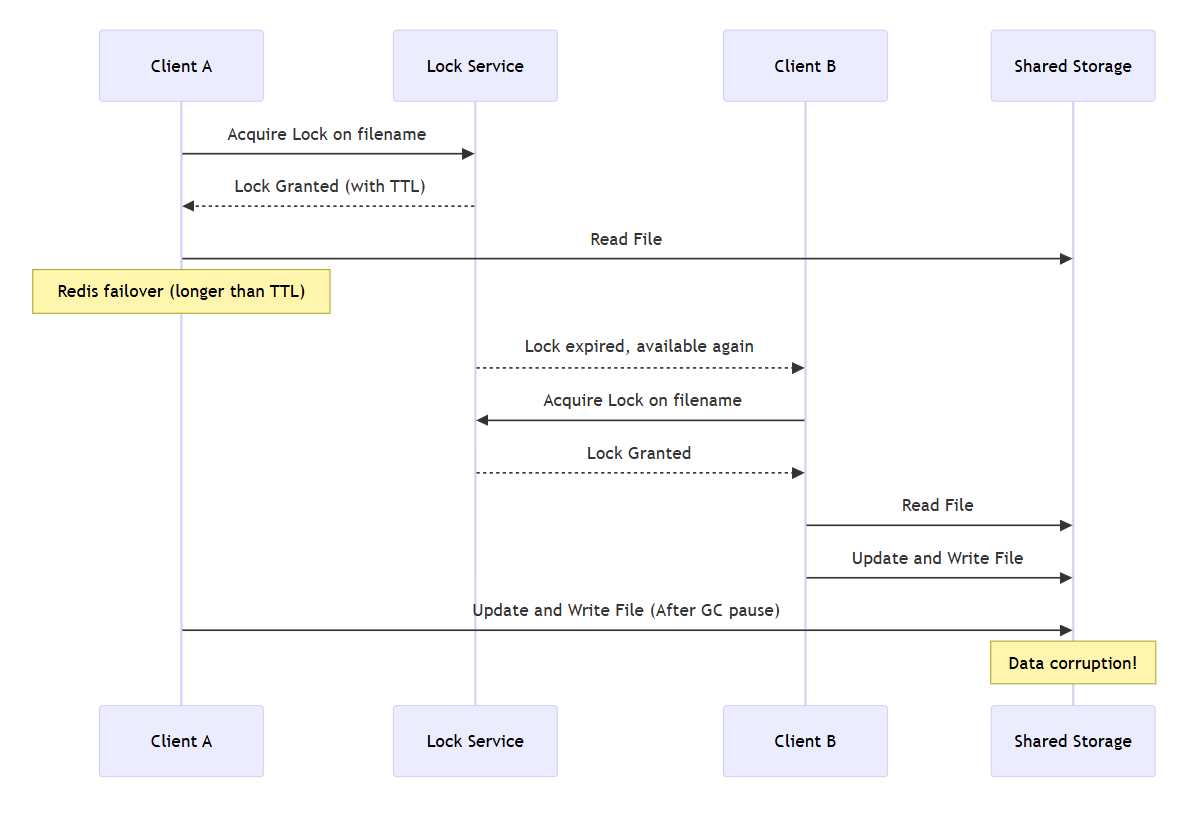 Client A
Lock Service
Client B
Shared Storage
Acquire Lock on filename
Lock Granted (with TTL)
Read File
Redis failover (longer than TTL)
Lock expired, available again
Acquire Lock on filename
Lock Granted
Read File
Update and Write File
Update and Write File (After GC pause)
Data corruption!
Client A
Lock Service
Client B
Shared Storage